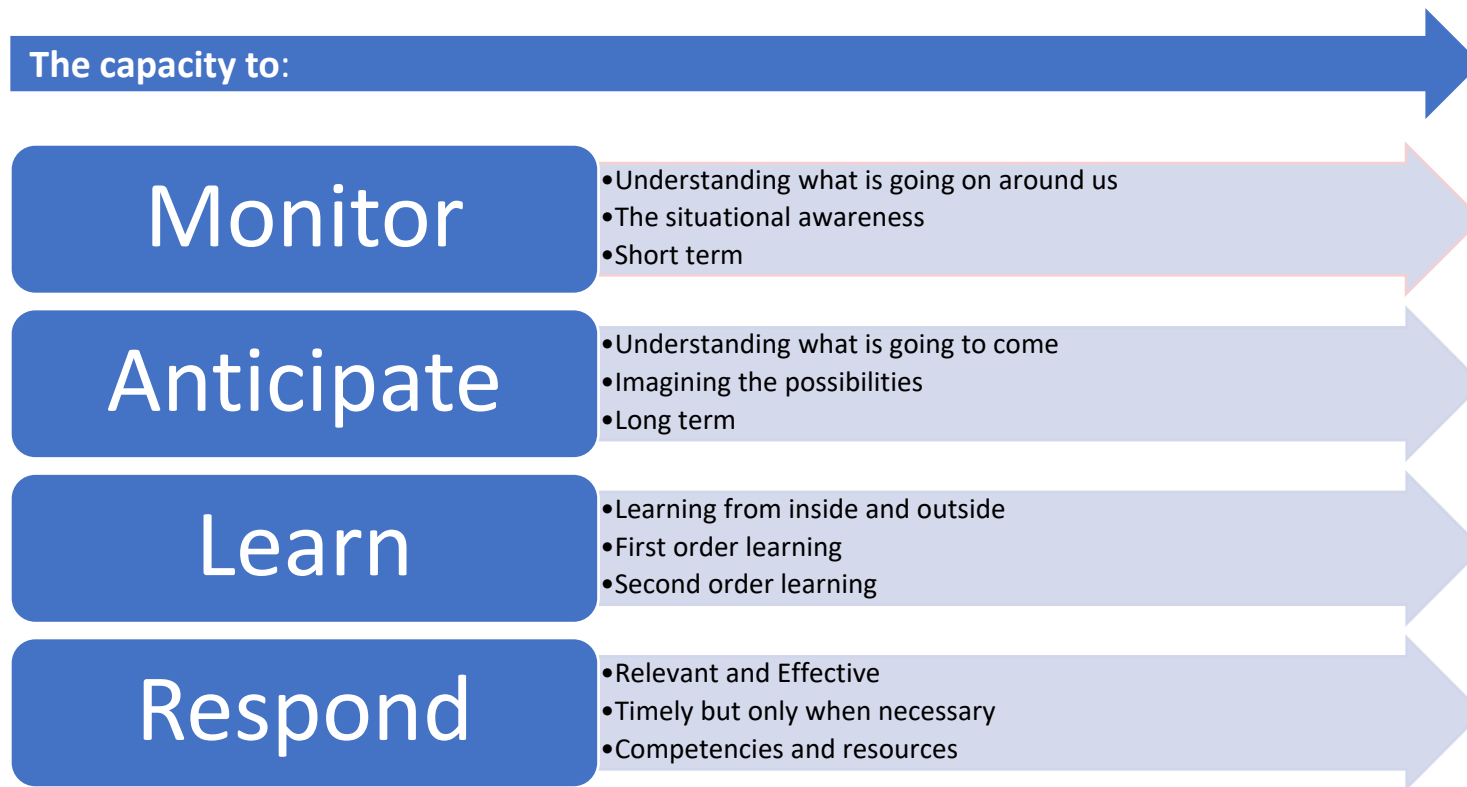 The capacity to:
Monitor
•Understanding what is going on around us
•The situational awareness
•Short term
Anticipate
•Understanding what is going to come
•Imagining the possibilities
•Long term
Learn
•Learning from inside and outside
•First order learning
•Second order learning
Respond
•Relevant and Effective
•Timely but only when necessary
•Competencies and resources